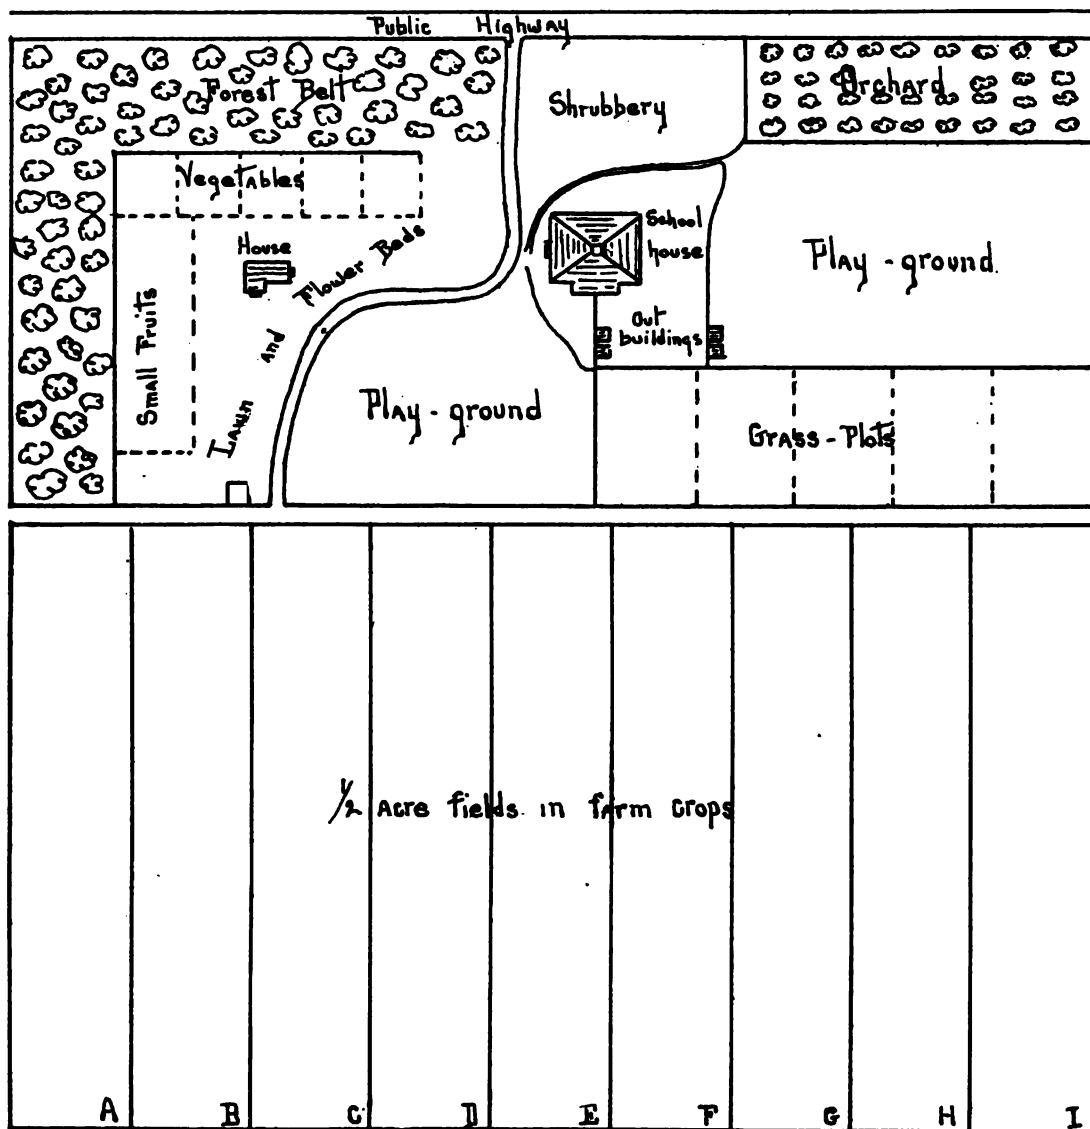 Public Highway
Forest Belt
Shrubbery
Orchard
Vegetables
House
Lawn and Flower Beds
Small Fruits
School
house
Out
buildings
Play-ground
Play-ground
Grass-Plots
1/2 Acre fields in farm crops
A B C D E F G H I